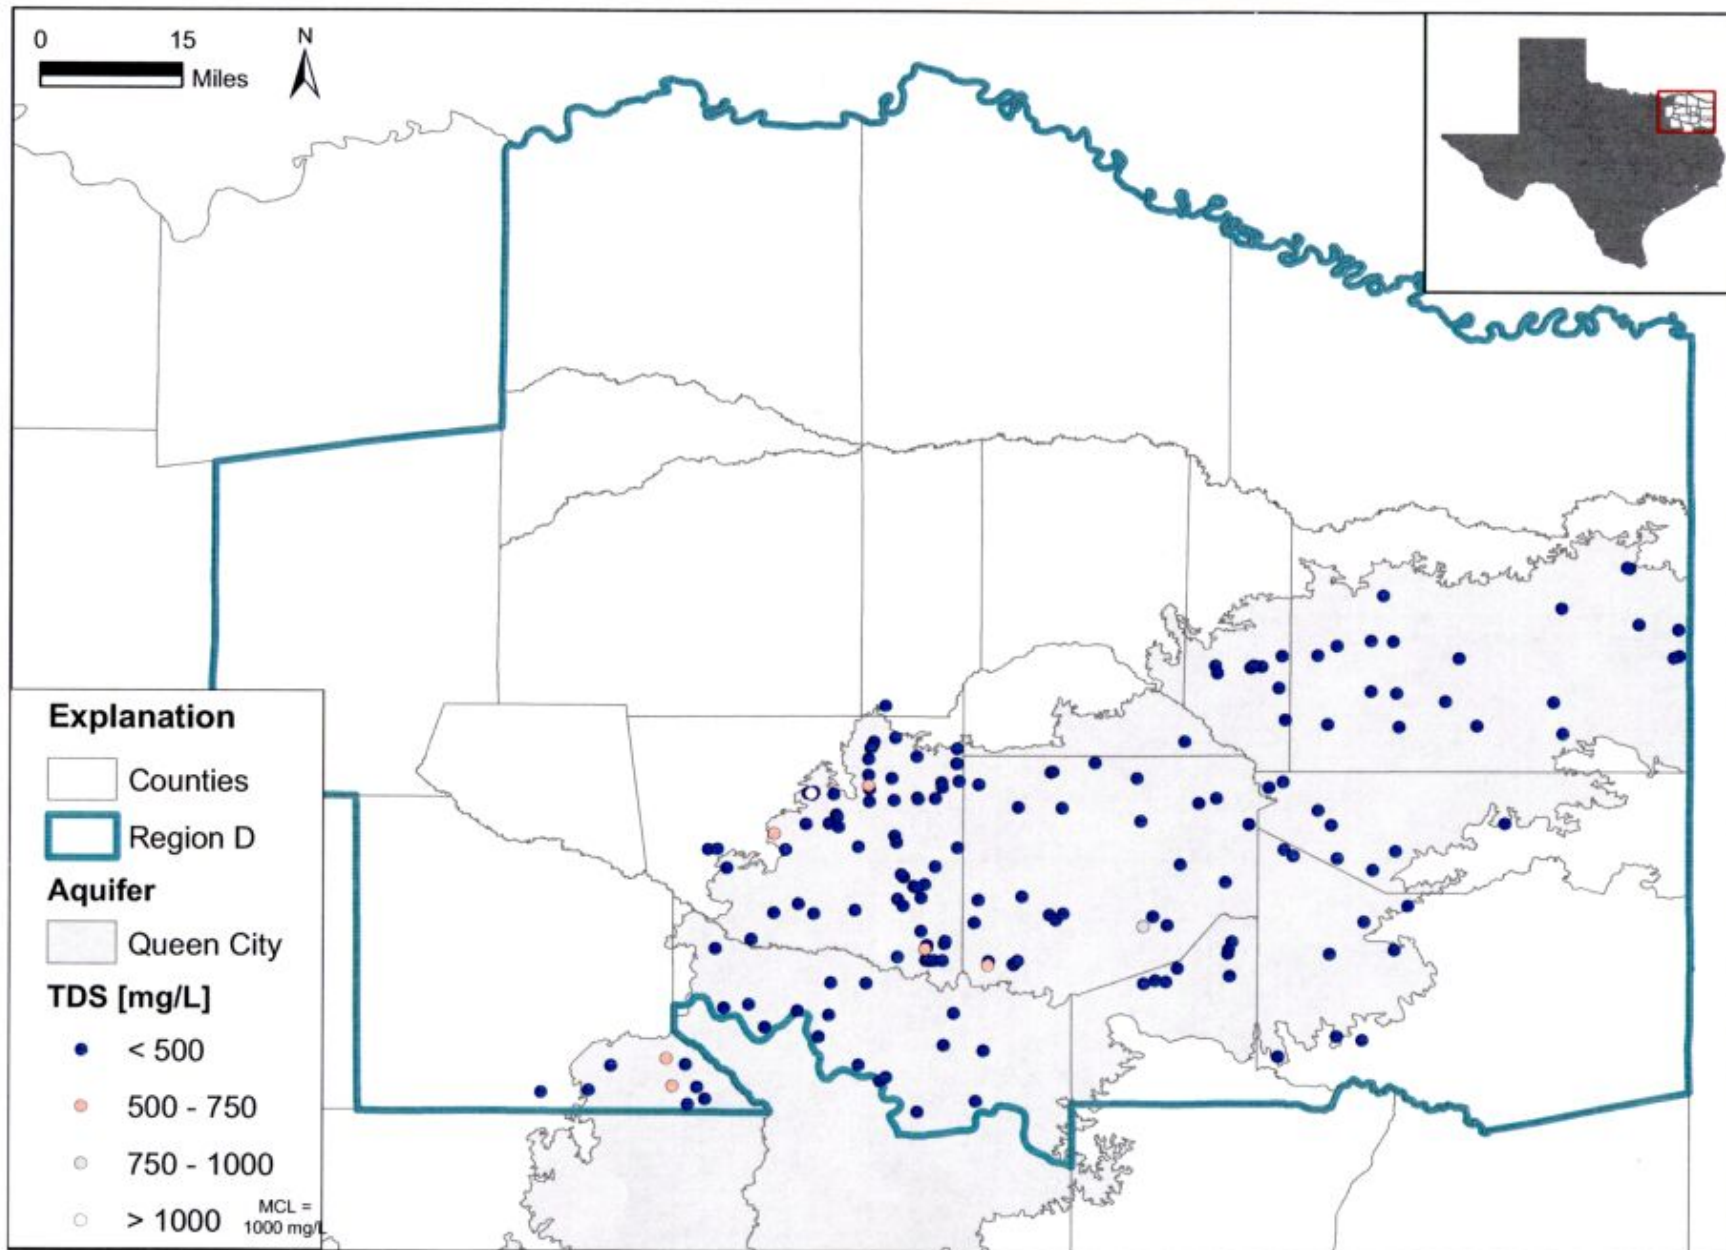 0 15
Miles
N
Explanation
Counties
Region D
Aquifer
Queen City
TDS [mg/L]
< 500
500 - 750
750 - 1000
> 1000
MCL =
1000 mg/L